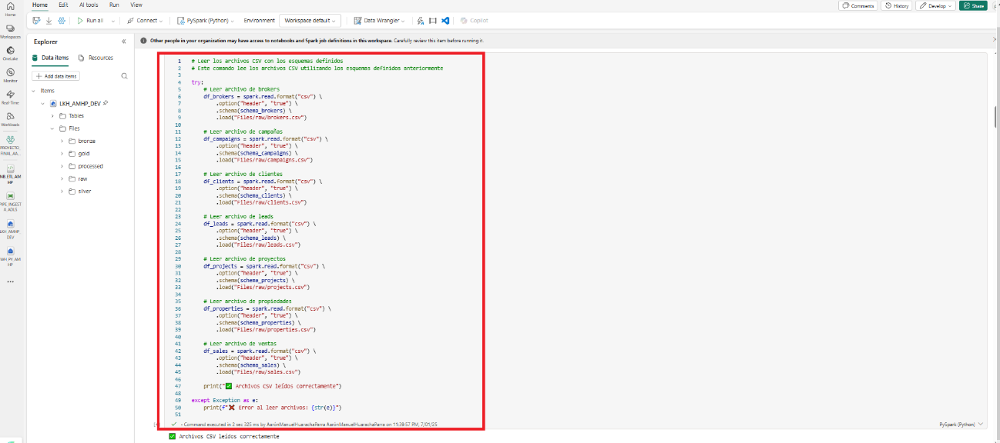 Home Edit AI tools Run View
Comments History Develop Share
Run all Connect PySpark (Python) Environment Workspace default Data Wrangler Copilot
Home
Workspaces
OneLake
Monitor
Real-Time
Workloads
PROYECTO_
FINAL_AA...
NB_ETL_AM
HP
PIPE_INGEST
A_ADLS
LKH_AMHP_
DEV
WH_PY_AM
HP
Explorer
Data items Resources
Add data items
Items
LKH_AMHP_DEV
Tables
Files
bronze
gold
processed
raw
sliver
Other people in your organization may have access to notebooks and Spark job definitions in this workspace. Carefully review this item before running it.
1 # Leer los archivos CSV con los esquemas definidos
2 # Este comando lee los archivos CSV utilizando los esquemas definidos anteriormente
3
4 try:
5 # Leer archivo de brokers
6 df_brokers = spark.read.format("csv") \
7 .option("header", "true") \
8 .schema(schema_brokers) \
9 .load("Files/raw/brokers.csv")
10
11 # Leer archivo de campañas
12 df_campaigns = spark.read.format("csv") \
13 .option("header", "true") \
14 .schema(schema_campaigns) \
15 .load("Files/raw/campaigns.csv")
16
17 # Leer archivo de clientes
18 df_clients = spark.read.format("csv") \
19 .option("header", "true") \
20 .schema(schema_clients) \
21 .load("Files/raw/clients.csv")
22
23 # Leer archivo de leads
24 df_leads = spark.read.format("csv") \
25 .option("header", "true") \
26 .schema(schema_leads) \
27 .load("Files/raw/leads.csv")
28
29 # Leer archivo de proyectos
30 df_projects = spark.read.format("csv") \
31 .option("header", "true") \
32 .schema(schema_projects) \
33 .load("Files/raw/projects.csv")
34
35 # Leer archivo de propiedades
36 df_properties = spark.read.format("csv") \
37 .option("header", "true") \
38 .schema(schema_properties) \
39 .load("Files/raw/properties.csv")
40
41 # Leer archivo de ventas
42 df_sales = spark.read.format("csv") \
43 .option("header", "true") \
44 .schema(schema_sales) \
45 .load("Files/raw/sales.csv")
46
47 print("✅ Archivos CSV leídos correctamente")
48
49 except Exception as e:
50 print(f"❌ Error al leer archivos: {str(e)}")
51
- Command executed in 2 sec 325 ms by AarónManuelHuarachaParra AarónManuelHuarachaParra on 11:39:57 PM, 7/01/25
PySpark (Python)
✅ Archivos CSV leídos correctamente